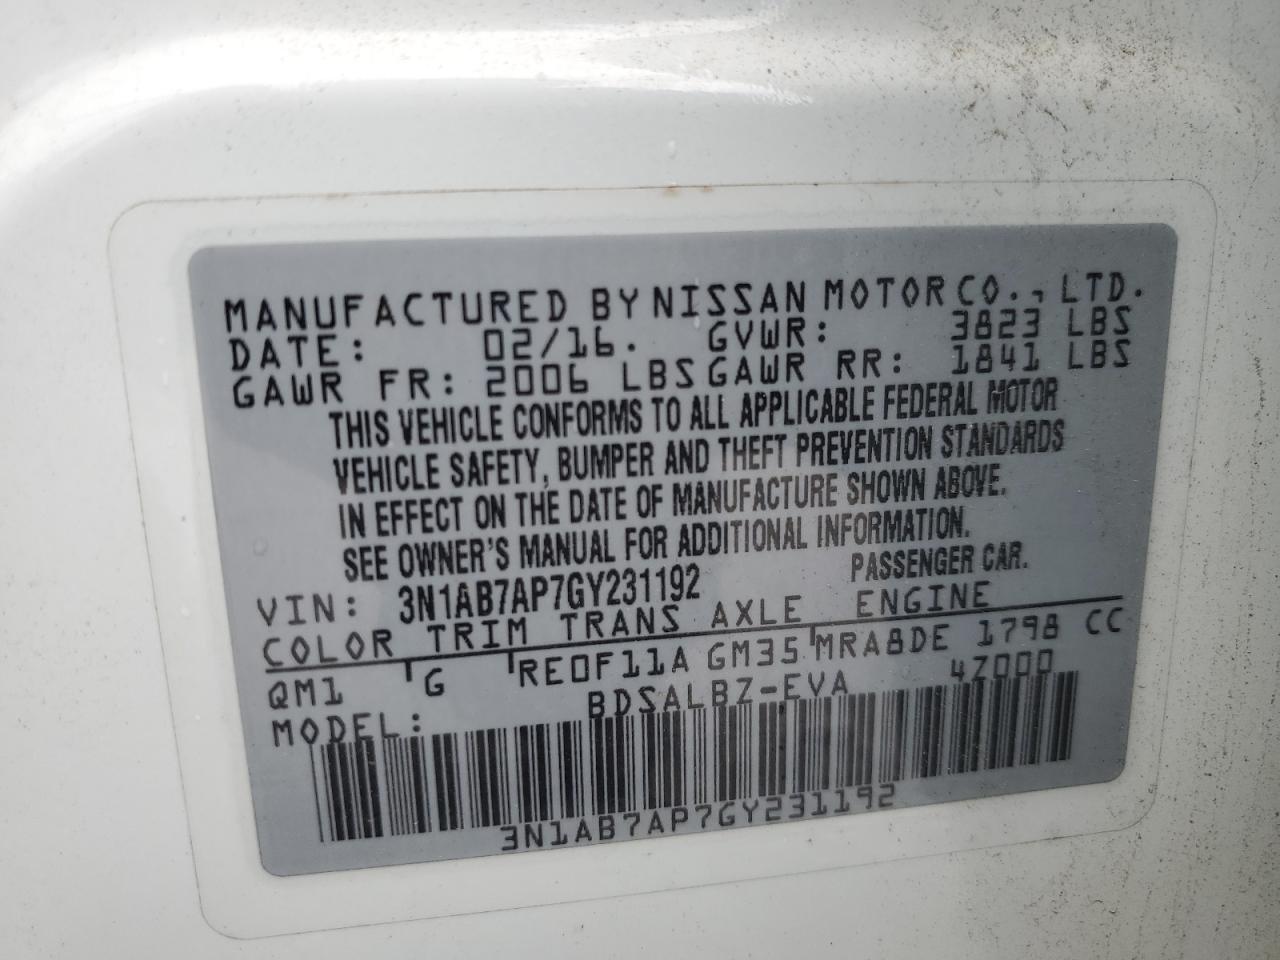 MANUFACTURED BY NISSAN MOTOR CO., LTD.
DATE: 02/16. GVWR: 3823 LBS
GAWR FR: 2006 LBS GAWR RR: 1841 LBS
THIS VEHICLE CONFORMS TO ALL APPLICABLE FEDERAL MOTOR
VEHICLE SAFETY, BUMPER AND THEFT PREVENTION STANDARDS
IN EFFECT ON THE DATE OF MANUFACTURE SHOWN ABOVE.
SEE OWNER'S MANUAL FOR ADDITIONAL INFORMATION.
VIN: 3N1AB7AP7GY231192 PASSENGER CAR.
COLOR TRIM TRANS AXLE ENGINE
QM1 G RE0F11A GM35 MRA8DE 1798 CC
MODEL: BDSALBZ-EVA 4Z000
3N1AB7AP7GY231192